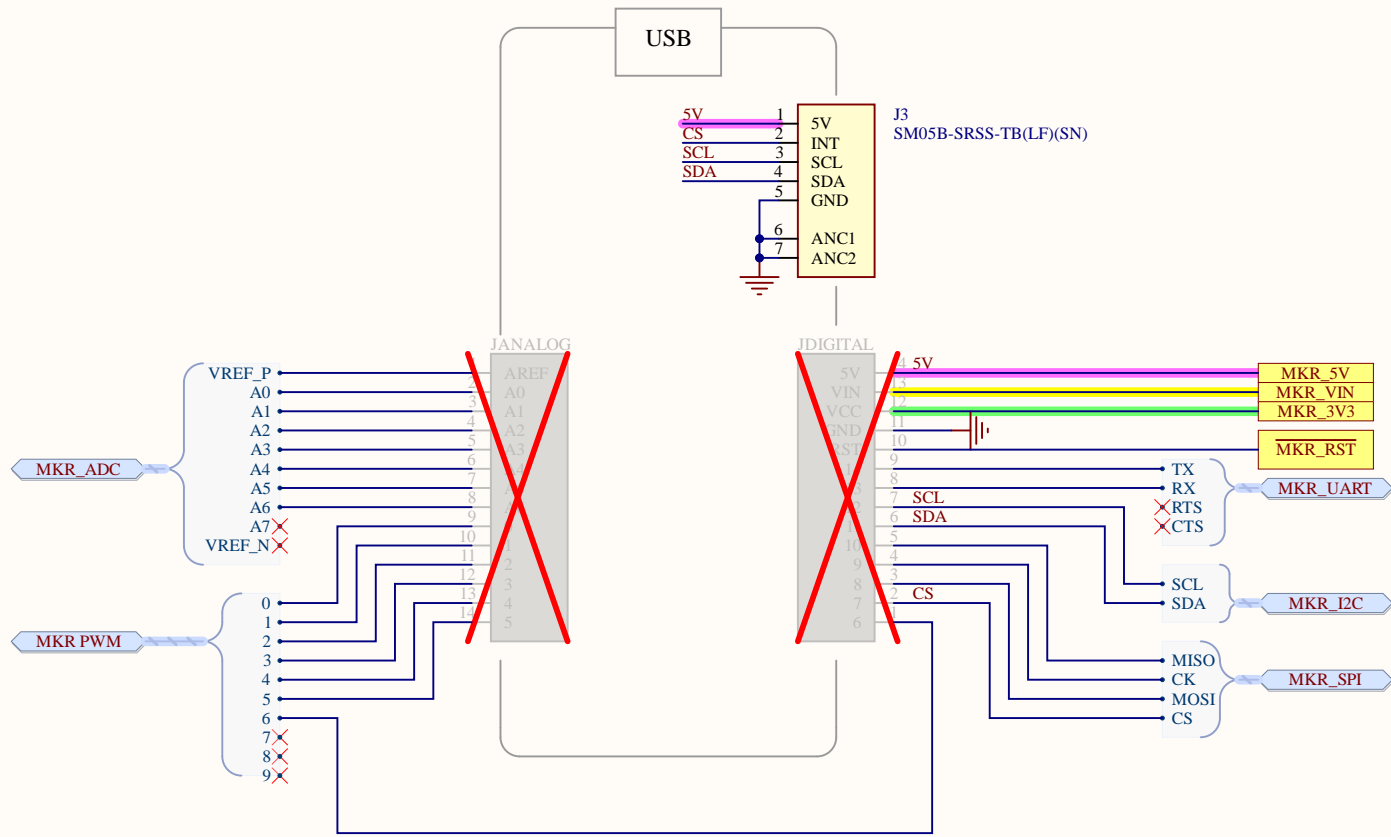 USB
J3
SM05B-SRSS-TB(LF)(SN)
5V 1 5V
CS 2 INT
SCL 3 SCL
SDA 4 SDA
5 GND
6 ANC1
7 ANC2
JANALOG
VREF_P AREF
A0 2 A0
A1 3 A1
A2 4 A2
A3 5 A3
A4 6
A5 7
A6 8
A7 9
VREF_N 10 1
11 2
12 3
13 4
14 5
MKR_ADC
0
1
2
3
4
5
6
7
8
9
MKR PWM
JDIGITAL
5V 5V MKR_5V
VIN 13 MKR_VIN
VCC 12 MKR_3V3
GND 11
RST 10 MKR_RST
9 TX
8 RX
7 SCL RTS
6 SDA CTS
MKR_UART
10 5
9 4
8 3
7 2 CS
6
SCL
SDA
MKR_I2C
MISO
CK
MOSI
CS
MKR_SPI